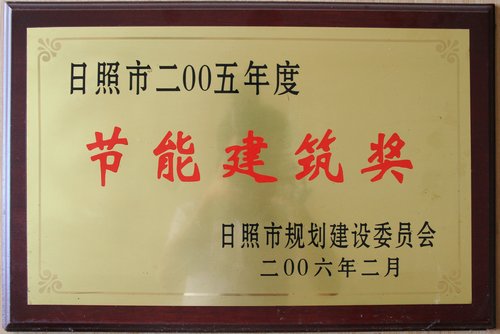 日照市二00五年度
节能建筑奖
日照市规划建设委员会
二00六年二月